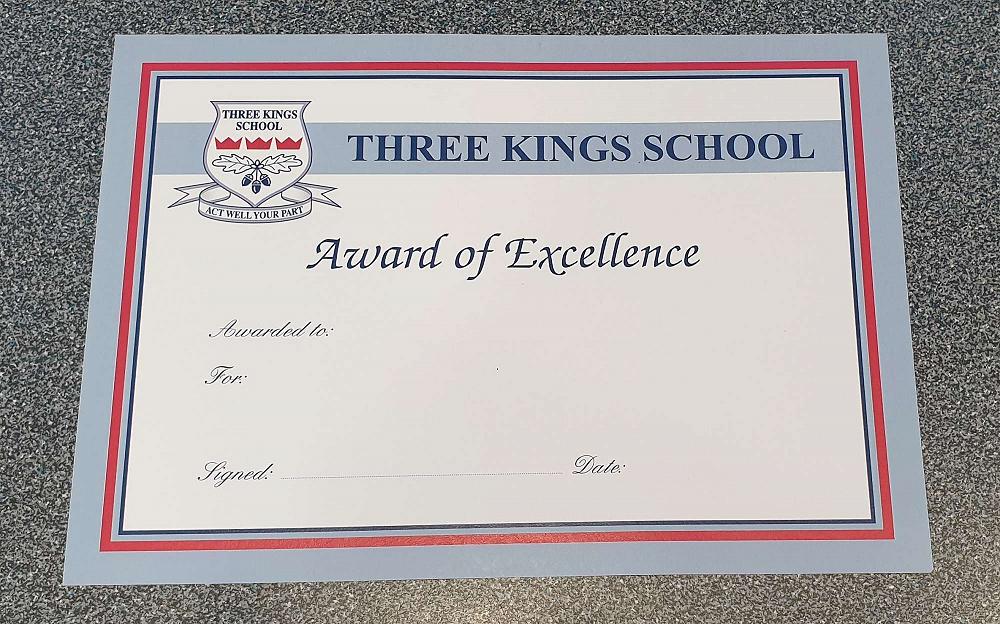 THREE KINGS
SCHOOL
ACT WELL YOUR PART
THREE KINGS SCHOOL
Award of Excellence
Awarded to:
For:
Signed: Date: